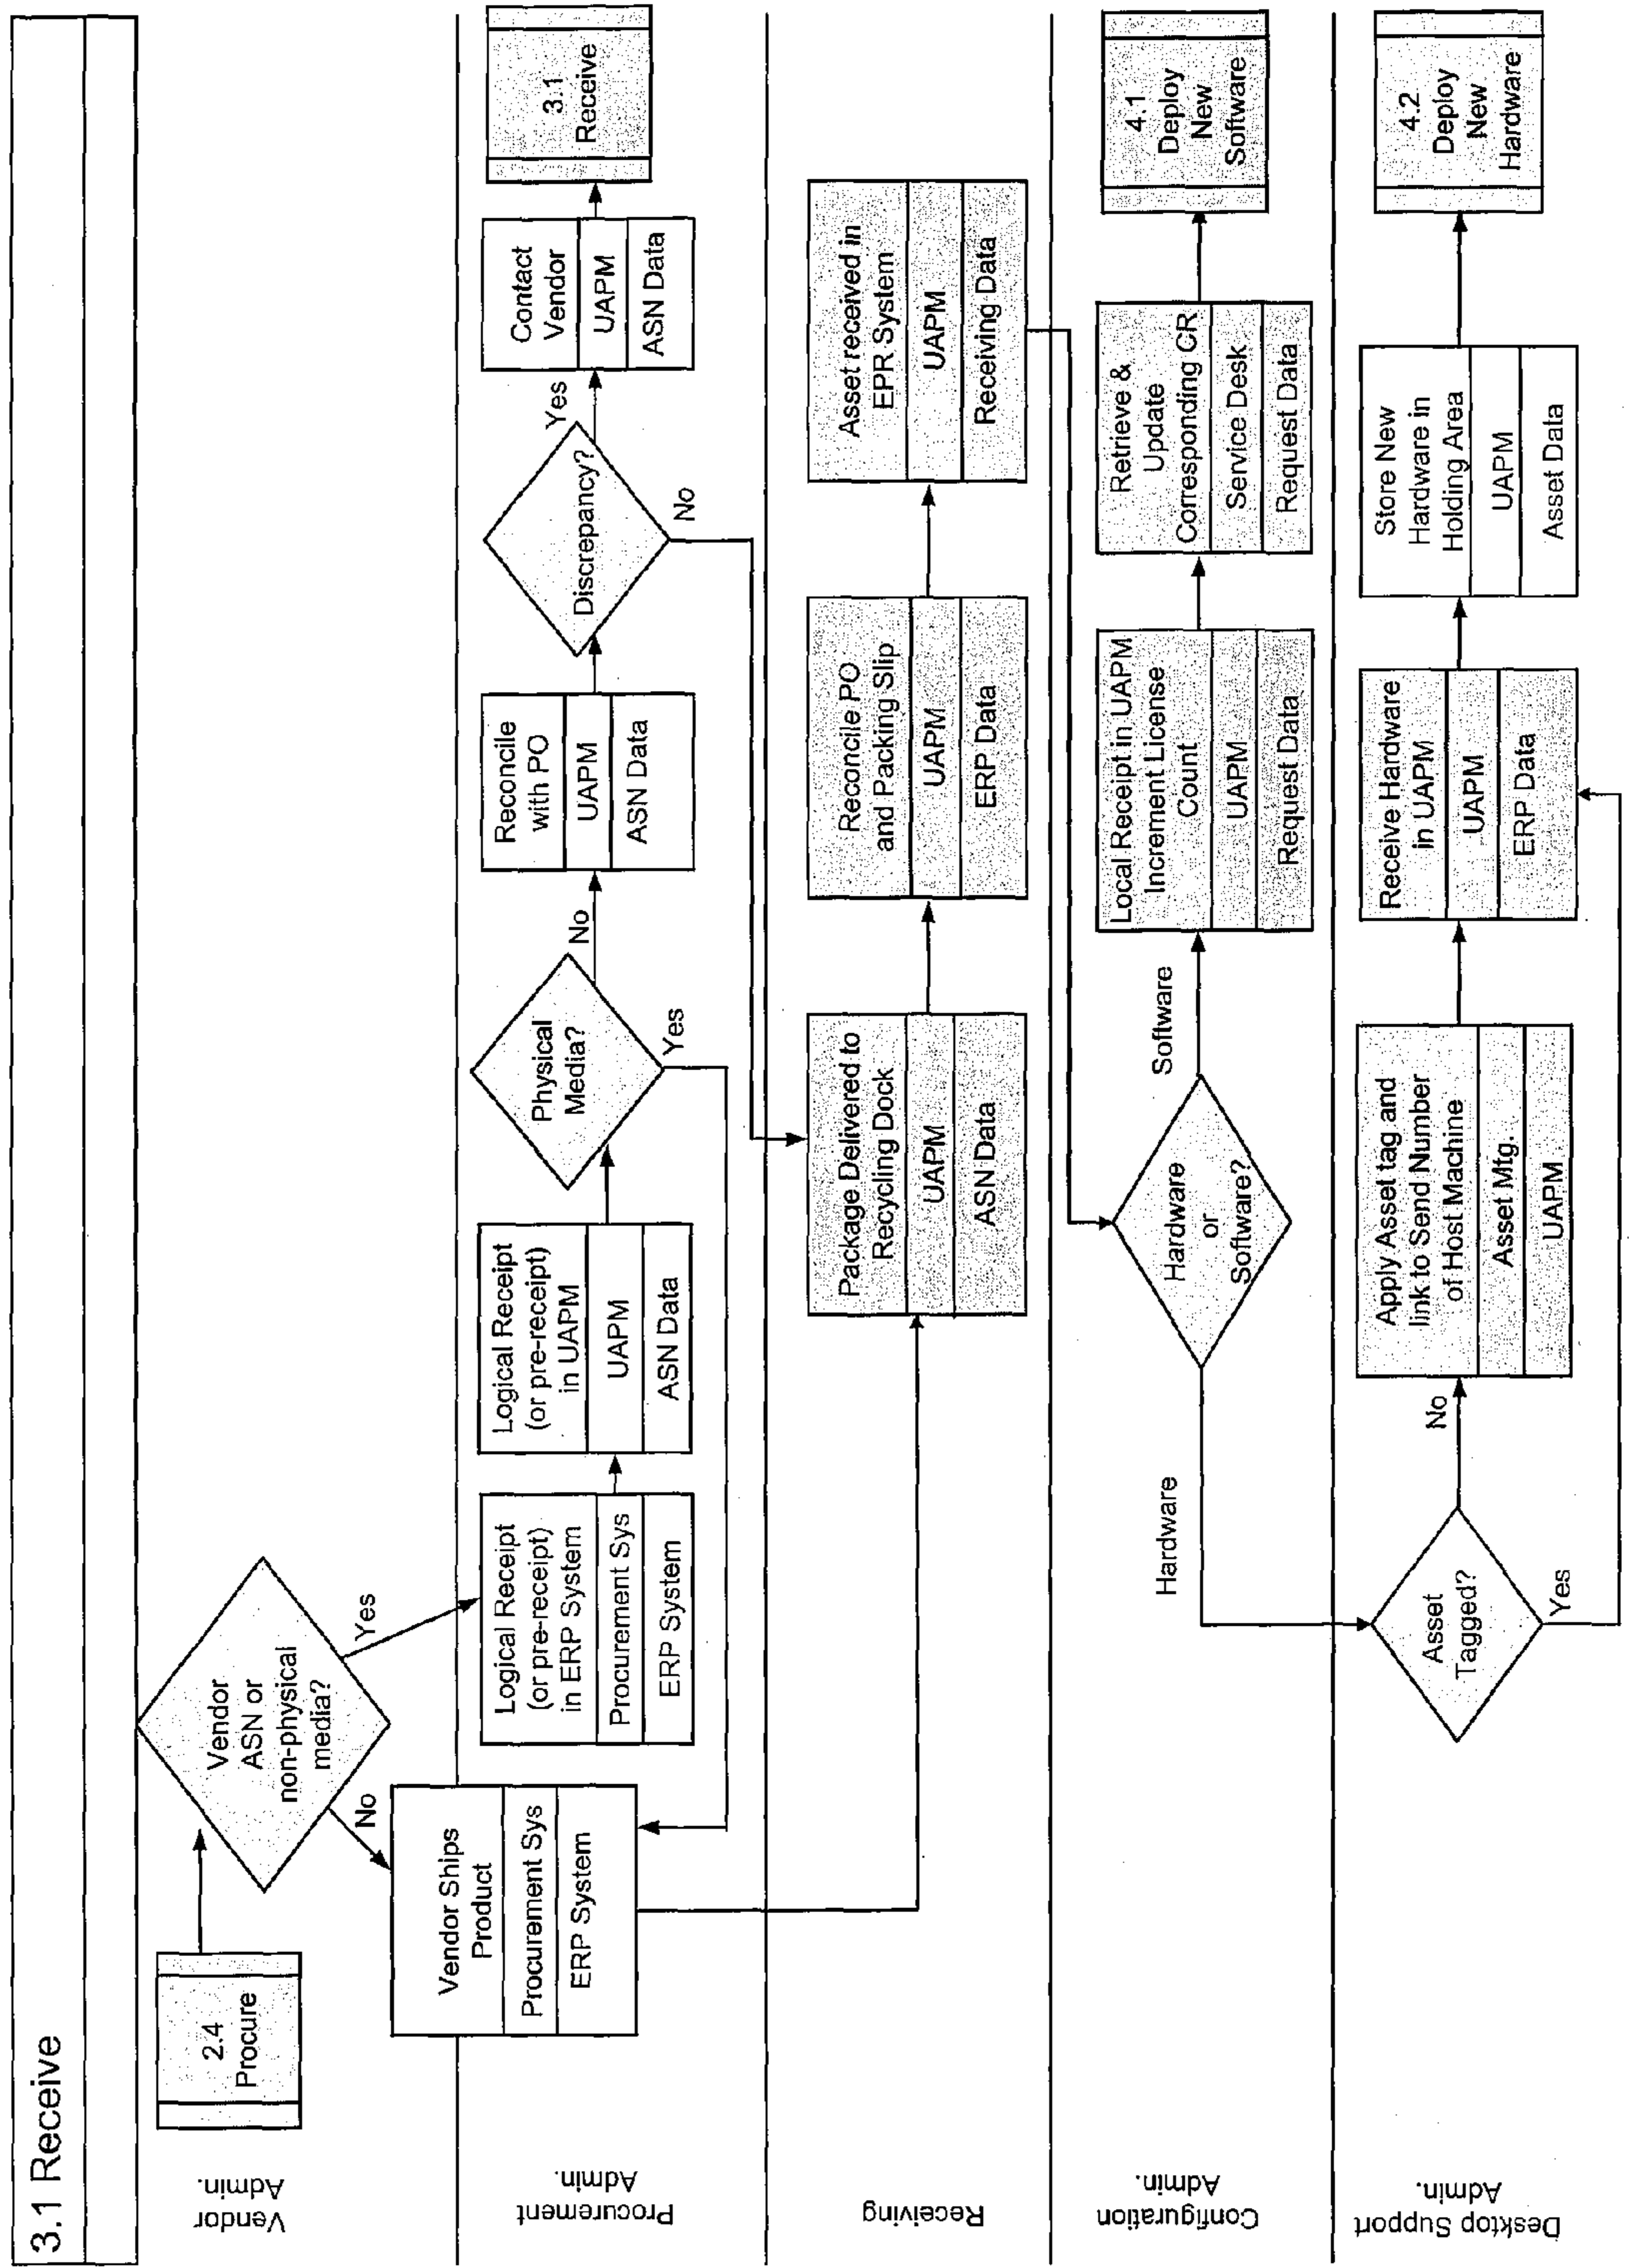 3.1 Receive
Vendor
Admin.
2.4
Procure
Vendor
ASN or
non-physical
media?
No
Yes
Procurement
Admin.
Vendor Ships
Product
Procurement Sys
ERP System
Logical Receipt
(or pre-receipt)
in ERP System
Procurement Sys
ERP System
Logical Receipt
(or pre-receipt)
in UAPM
UAPM
ASN Data
Physical
Media?
No
Yes
Reconcile
with PO
UAPM
ASN Data
Discrepancy?
Yes
No
Contact
Vendor
UAPM
ASN Data
3.1
Receive
Receiving
Package Delivered to
Recycling Dock
UAPM
ASN Data
Reconcile PO
and Packing Slip
UAPM
ERP Data
Asset received in
EPR System
UAPM
Receiving Data
Configuration
Admin.
Hardware
or
Software?
Hardware
Software
Local Receipt in UAPM
Increment License
Count
UAPM
Request Data
Retrieve &
Update
Corresponding CR
Service Desk
Request Data
4.1
Deploy
New
Software
Desktop Support
Admin.
Asset
Tagged?
No
Yes
Apply Asset tag and
link to Send Number
of Host Machine
Asset Mtg.
UAPM
Receive Hardware
in UAPM
UAPM
ERP Data
Store New
Hardware in
Holding Area
UAPM
Asset Data
4.2
Deploy
New
Hardware